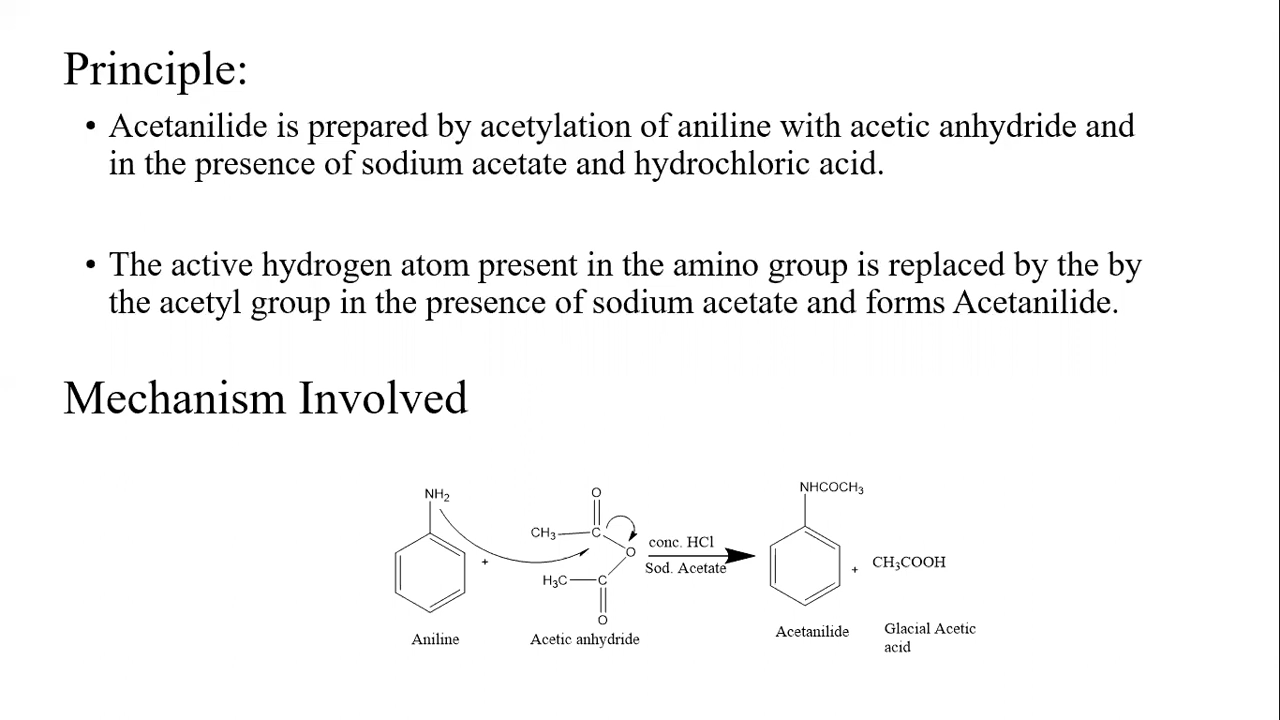 Principle:
• Acetanilide is prepared by acetylation of aniline with acetic anhydride and
in the presence of sodium acetate and hydrochloric acid.
• The active hydrogen atom present in the amino group is replaced by the by
the acetyl group in the presence of sodium acetate and forms Acetanilide.
Mechanism Involved
NH₂
+
O
CH₃ C
O
H₃C C
O
conc. HCl
Sod. Acetate
NHCOCH₃
+
CH₃COOH
Aniline
Acetic anhydride
Acetanilide
Glacial Acetic
acid